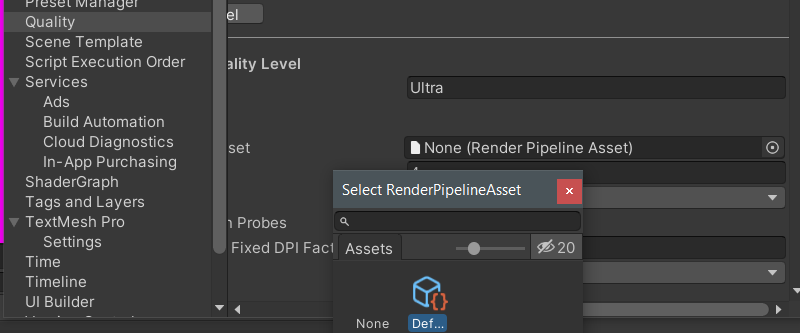 Preset Manager
Quality
Scene Template
Script Execution Order
Services
Ads
Build Automation
Cloud Diagnostics
In-App Purchasing
ShaderGraph
Tags and Layers
TextMesh Pro
Settings
Time
Timeline
UI Builder
el
ality Level
Ultra
set
None (Render Pipeline Asset)
Select RenderPipelineAsset
Probes
Fixed DPI Fact
Assets
20
None
Def...